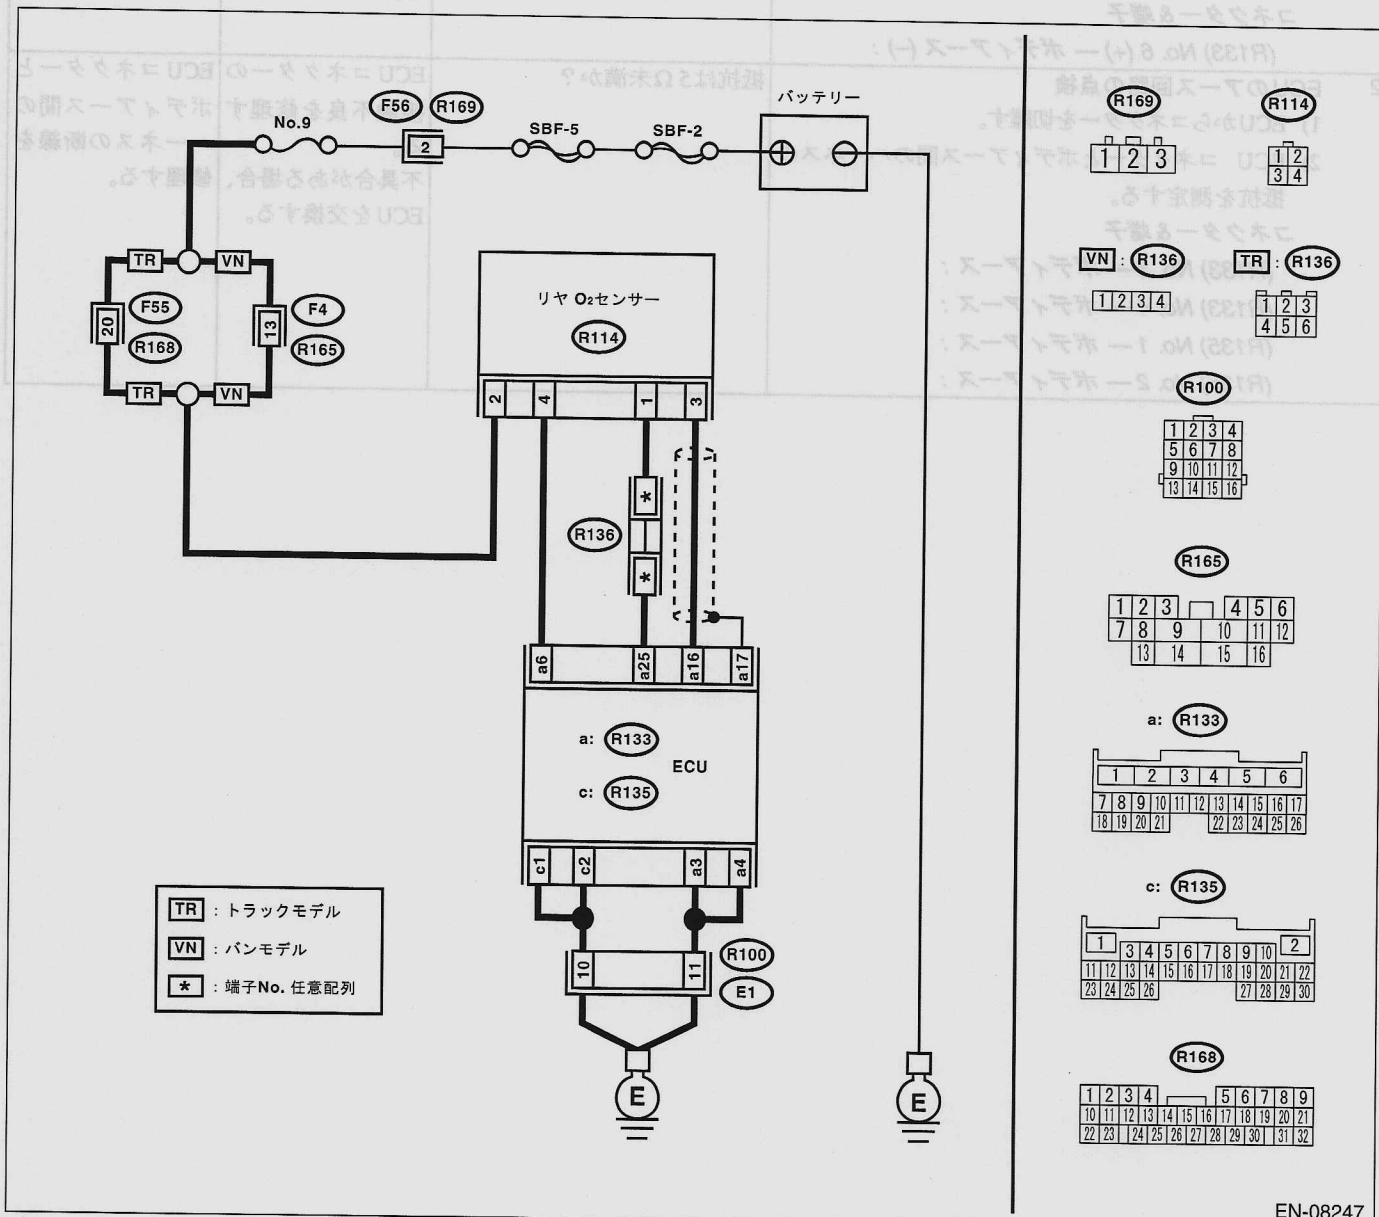 No.9
F56
R169
2
SBF-5
SBF-2
バッテリー
TR
VN
20
F55
R168
13
F4
R165
TR
VN
リヤ O₂センサー
R114
2
4
1
3
*
R136
*
a6
a25
a16
a17
a: R133
ECU
c: R135
c1
c2
a3
a4
10
11
R100
E1
E
E
TR : トラックモデル
VN : バンモデル
* : 端子No. 任意配列
R169
1 2 3
R114
1 2
3 4
VN : R136
1 2 3 4
TR : R136
1 2 3
4 5 6
R100
1 2 3 4
5 6 7 8
9 10 11 12
13 14 15 16
R165
1 2 3 4 5 6
7 8 9 10 11 12
13 14 15 16
a: R133
1 2 3 4 5 6
7 8 9 10 11 12 13 14 15 16 17
18 19 20 21 22 23 24 25 26
c: R135
1 2
3 4 5 6 7 8 9 10
11 12 13 14 15 16 17 18 19 20 21 22
23 24 25 26 27 28 29 30
R168
1 2 3 4 5 6 7 8 9
10 11 12 13 14 15 16 17 18 19 20 21
22 23 24 25 26 27 28 29 30 31 32
EN-08247